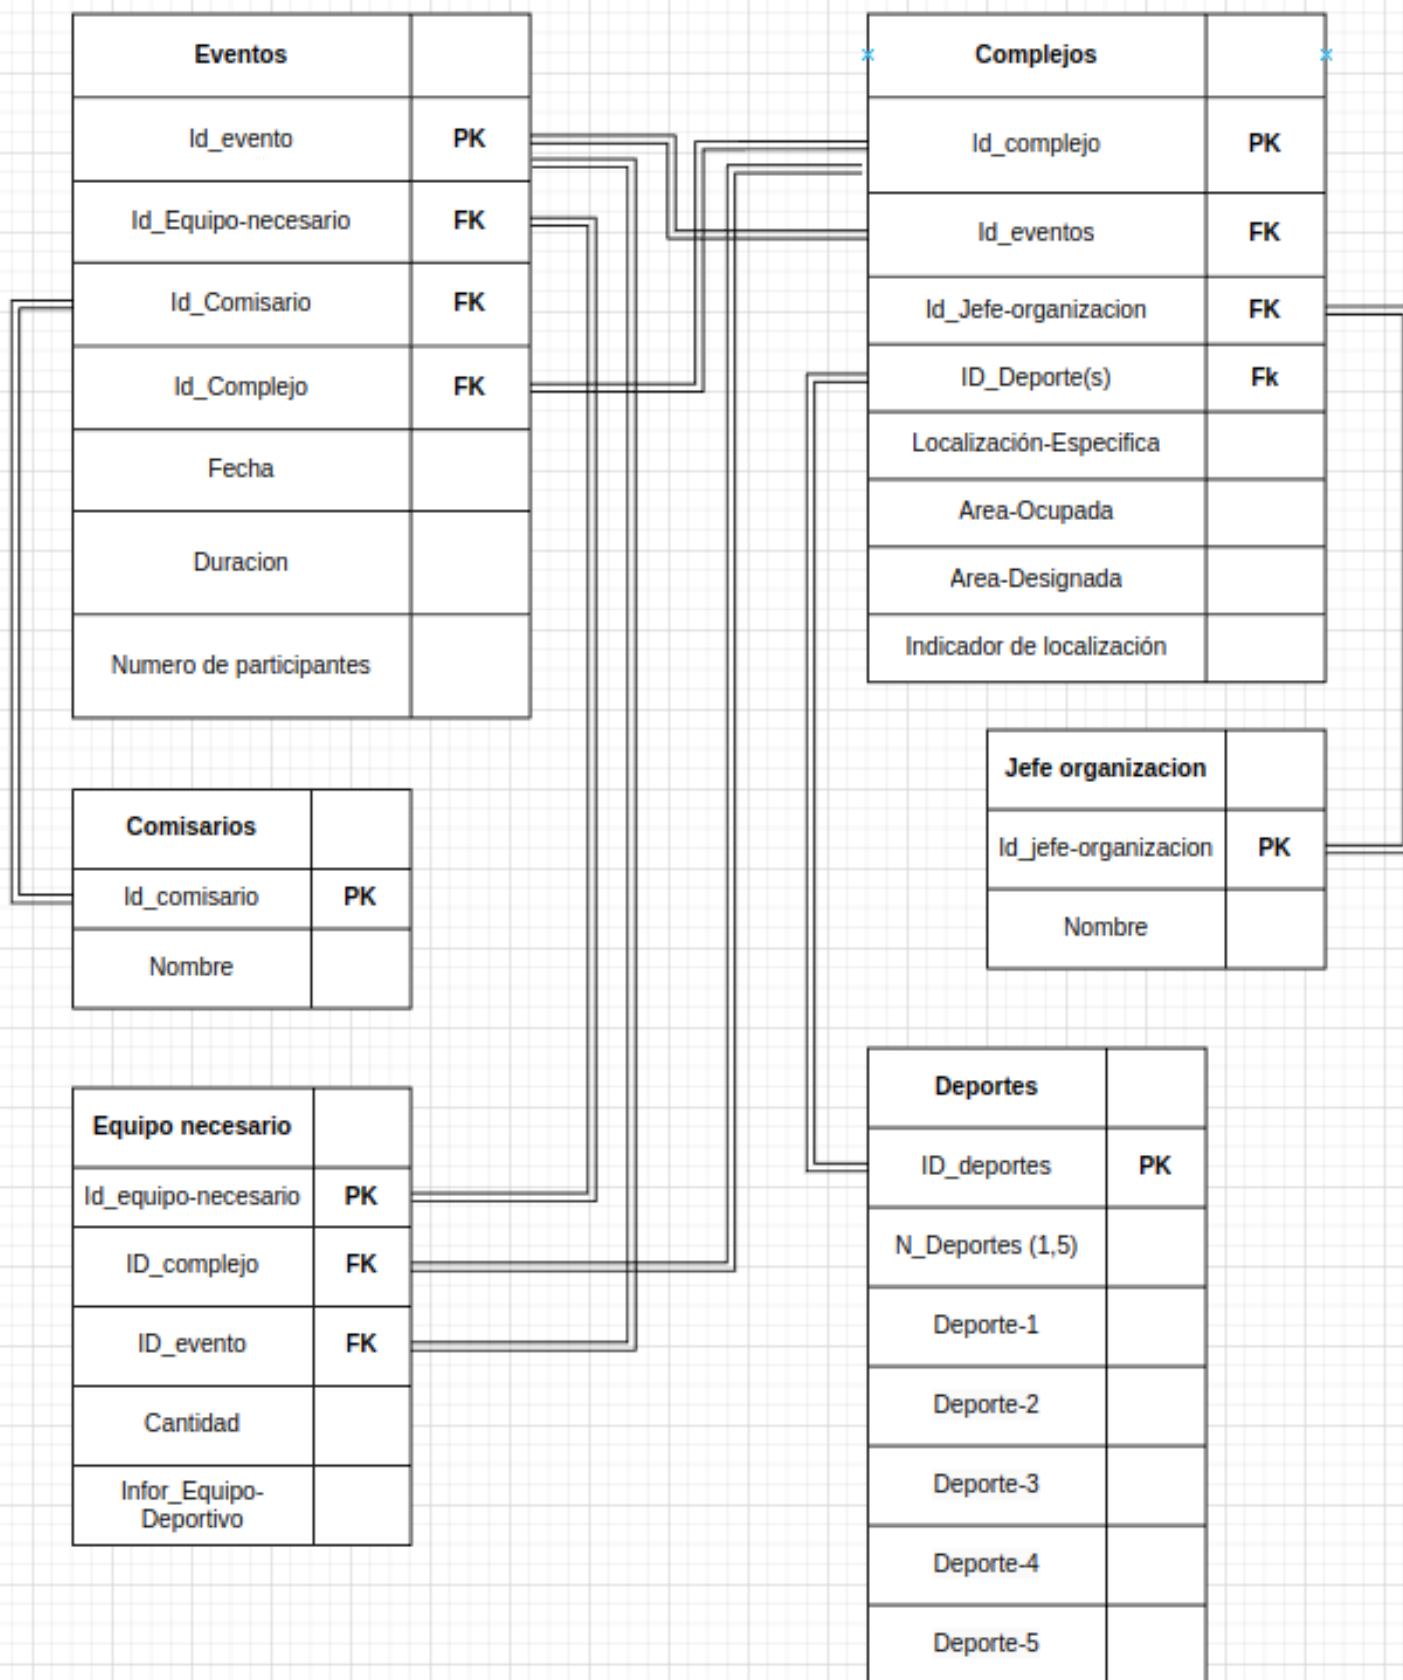 Eventos
Id_evento PK
Id_Equipo-necesario FK
Id_Comisario FK
Id_Complejo FK
Fecha
Duracion
Numero de participantes
Comisarios
Id_comisario PK
Nombre
Equipo necesario
Id_equipo-necesario PK
ID_complejo FK
ID_evento FK
Cantidad
Infor_Equipo-
Deportivo
Complejos
Id_complejo PK
Id_eventos FK
Id_Jefe-organizacion FK
ID_Deporte(s) Fk
Localización-Especifica
Area-Ocupada
Area-Designada
Indicador de localización
Jefe organizacion
Id_jefe-organizacion PK
Nombre
Deportes
ID_deportes PK
N_Deportes (1,5)
Deporte-1
Deporte-2
Deporte-3
Deporte-4
Deporte-5